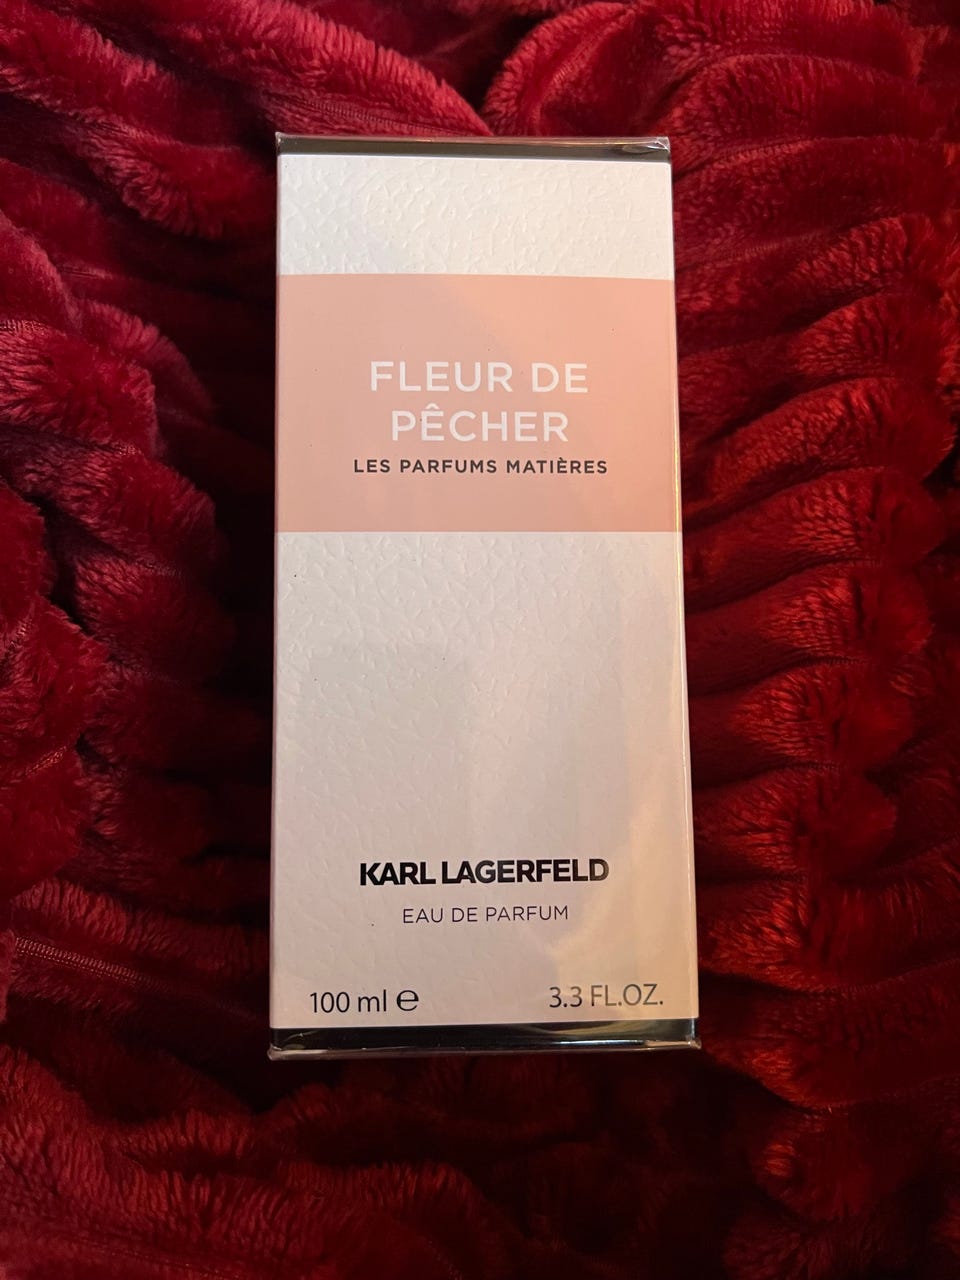 FLEUR DE
PÊCHER
LES PARFUMS MATIÈRES
KARL LAGERFELD
EAU DE PARFUM
100 ml ℮ 3.3 FL.OZ.